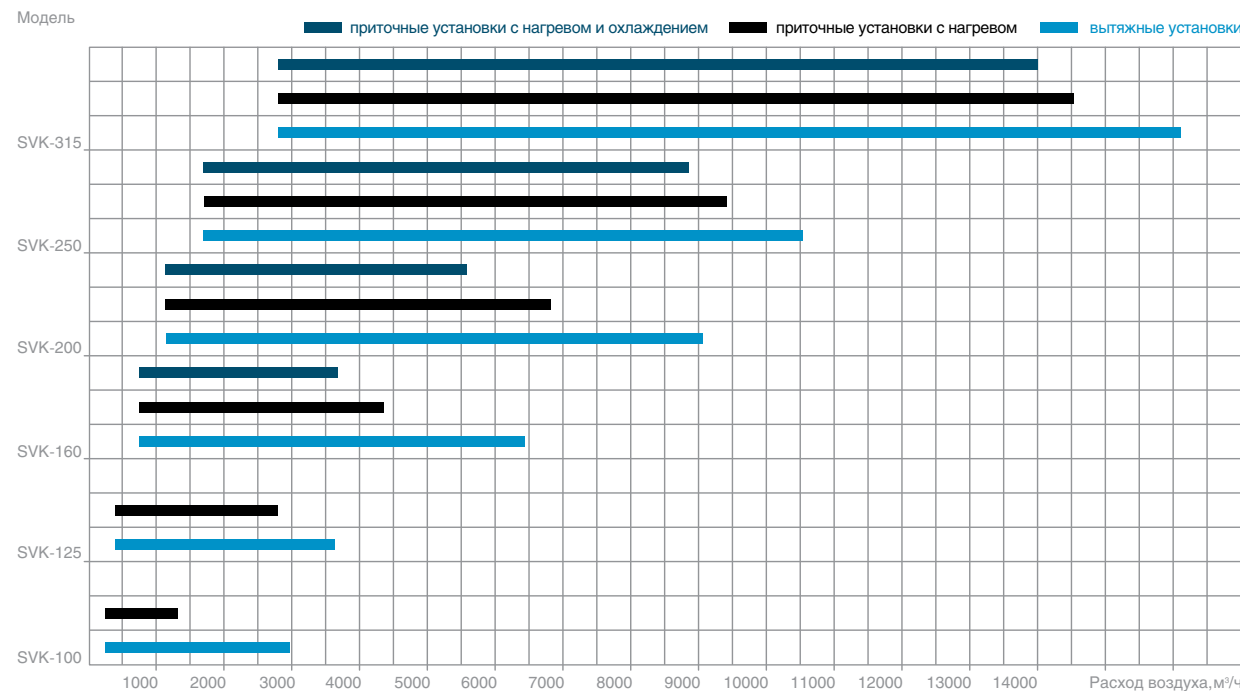 Модель
приточные установки с нагревом и охлаждением приточные установки с нагревом вытяжные установки
SVK-315
SVK-250
SVK-200
SVK-160
SVK-125
SVK-100
1000 2000 3000 4000 5000 6000 7000 8000 9000 10000 11000 12000 13000 14000 Расход воздуха, м³/ч